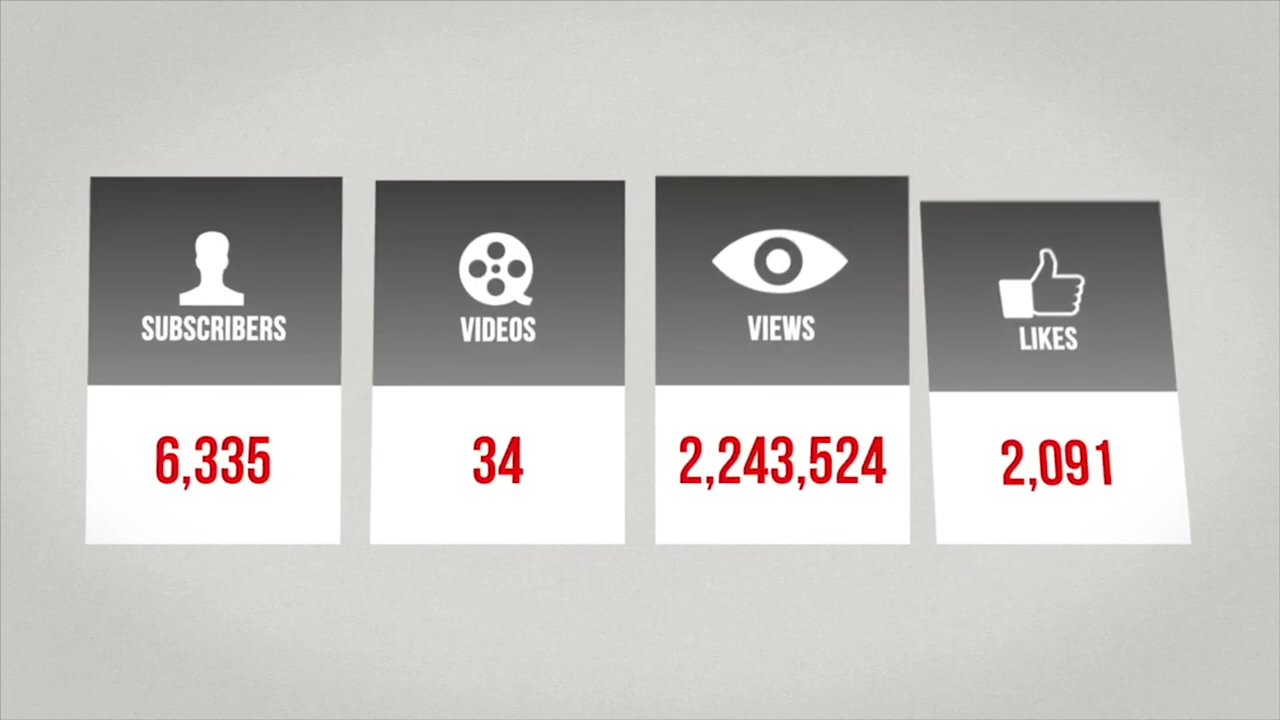 SUBSCRIBERS
6,335
VIDEOS
34
VIEWS
2,243,524
LIKES
2,091